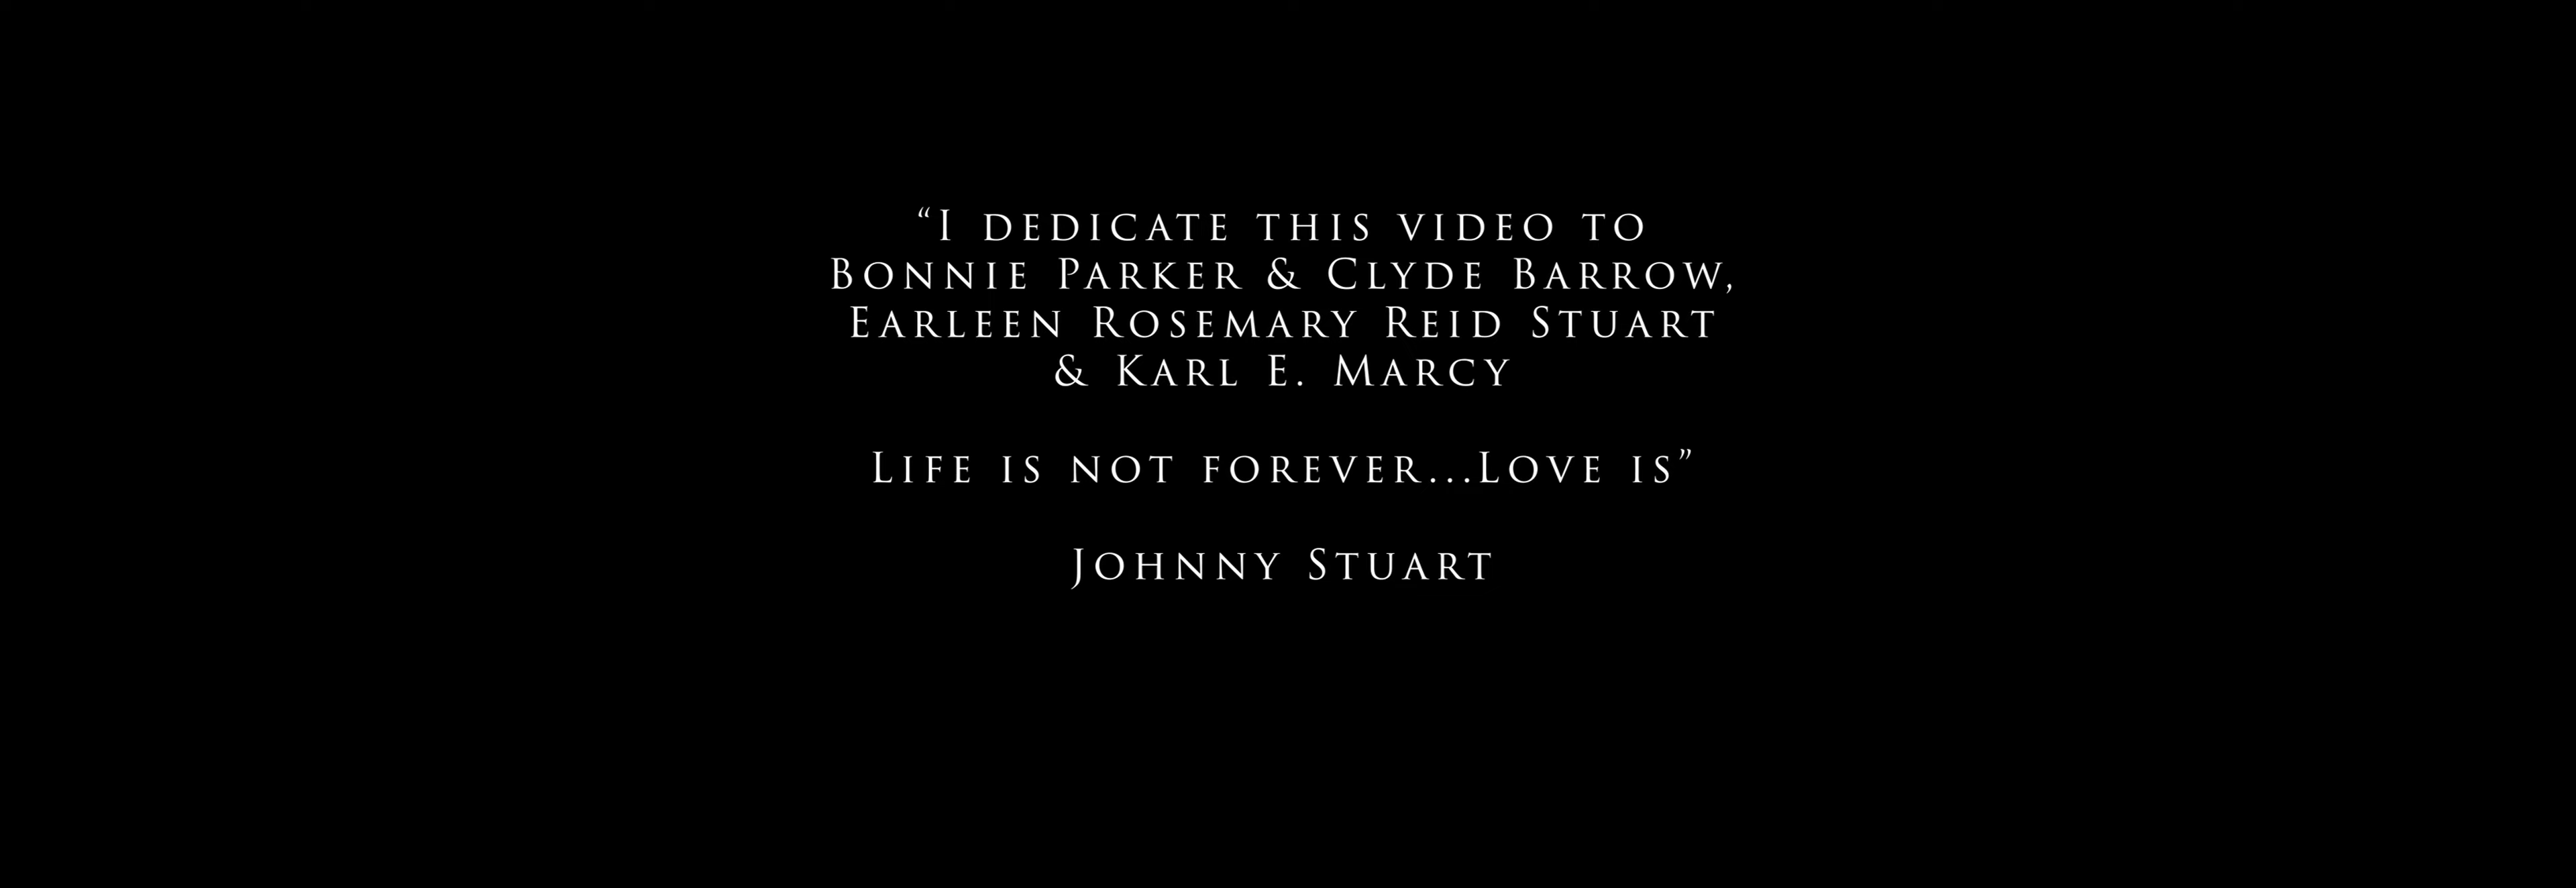 “I dedicate this video to
Bonnie Parker & Clyde Barrow,
Earleen Rosemary Reid Stuart
& Karl E. Marcy
Life is not forever...Love is”
Johnny Stuart